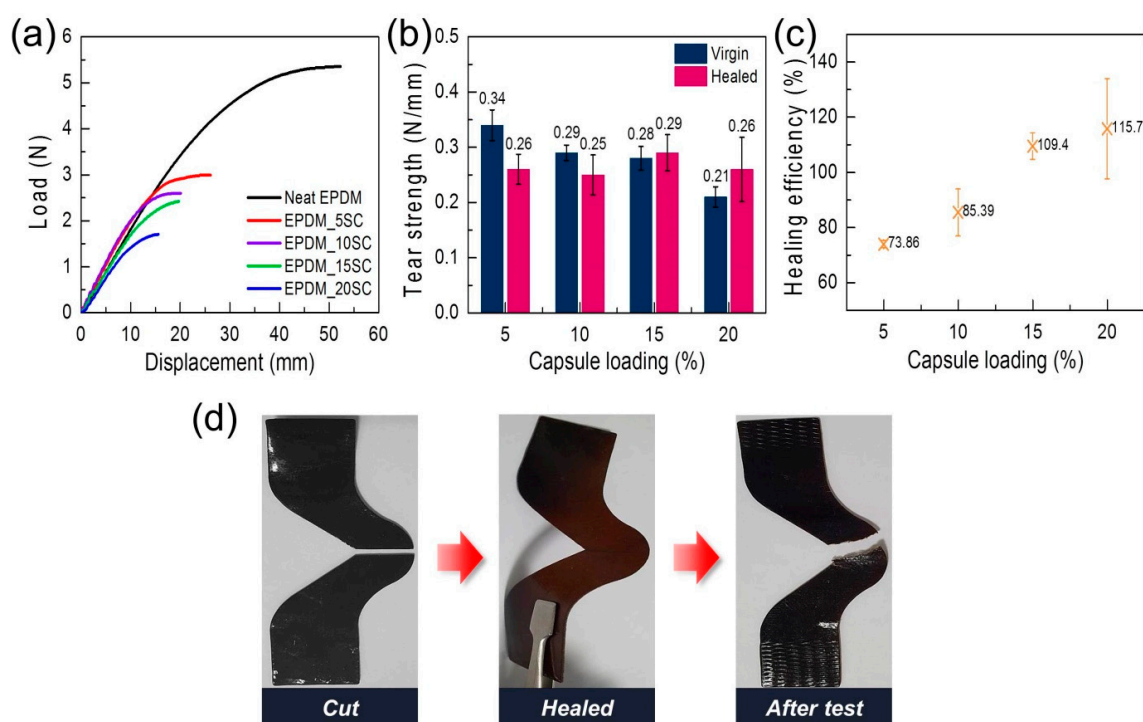 (a)
Load (N)
6
5
4
3
2
1
0
0 10 20 30 40 50 60
Displacement (mm)
Neat EPDM
EPDM_5SC
EPDM_10SC
EPDM_15SC
EPDM_20SC
(b)
Tear strength (N/mm)
0.5
0.4
0.3
0.2
0.1
0.0
Virgin
Healed
0.34
0.26
0.29
0.25
0.28
0.29
0.21
0.26
5 10 15 20
Capsule loading (%)
(c)
Healing efficiency (%)
140
120
100
80
60
73.86
85.39
109.4
115.7
5 10 15 20
Capsule loading (%)
(d)
Cut
Healed
After test